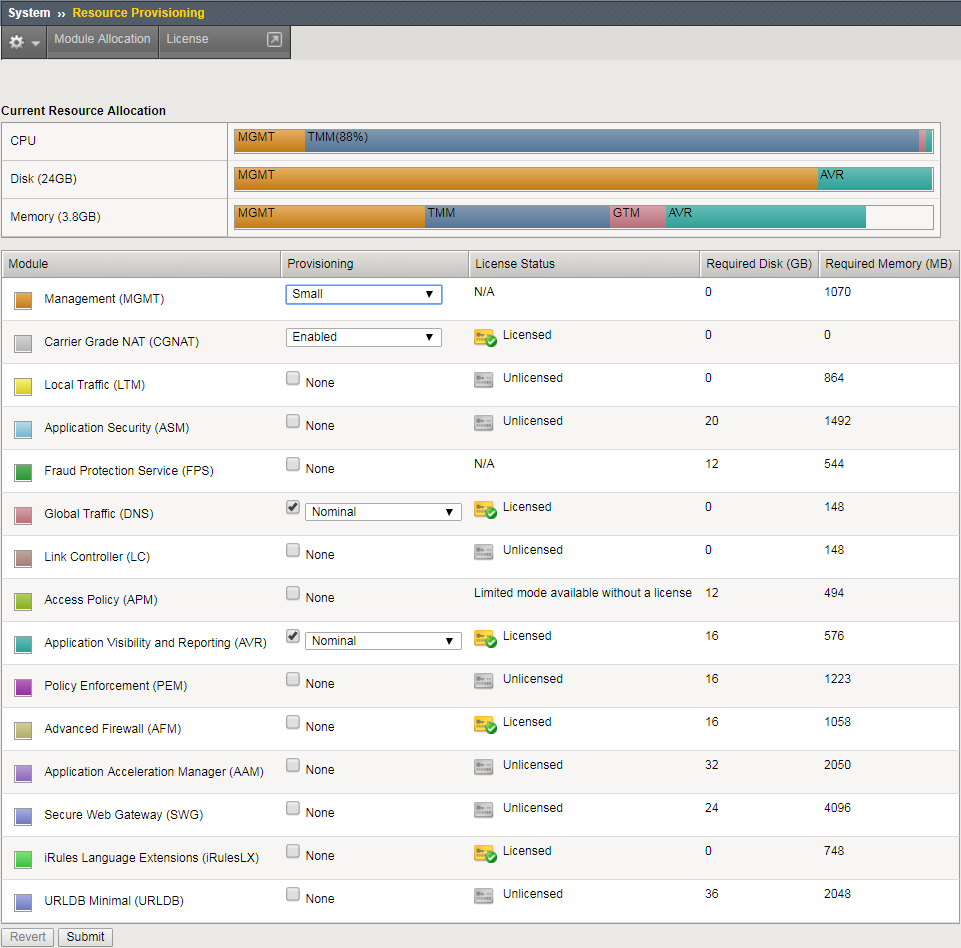 System » Resource Provisioning
Module Allocation License
Current Resource Allocation
CPU MGMT TMM(88%)
Disk (24GB) MGMT AVR
Memory (3.8GB) MGMT TMM GTM AVR
Module Provisioning License Status Required Disk (GB) Required Memory (MB)
Management (MGMT) Small N/A 0 1070
Carrier Grade NAT (CGNAT) Enabled Licensed 0 0
Local Traffic (LTM) None Unlicensed 0 864
Application Security (ASM) None Unlicensed 20 1492
Fraud Protection Service (FPS) None N/A 12 544
Global Traffic (DNS) Nominal Licensed 0 148
Link Controller (LC) None Unlicensed 0 148
Access Policy (APM) None Limited mode available without a license 12 494
Application Visibility and Reporting (AVR) Nominal Licensed 16 576
Policy Enforcement (PEM) None Unlicensed 16 1223
Advanced Firewall (AFM) None Licensed 16 1058
Application Acceleration Manager (AAM) None Unlicensed 32 2050
Secure Web Gateway (SWG) None Unlicensed 24 4096
iRules Language Extensions (iRulesLX) None Licensed 0 748
URLDB Minimal (URLDB) None Unlicensed 36 2048
Revert Submit